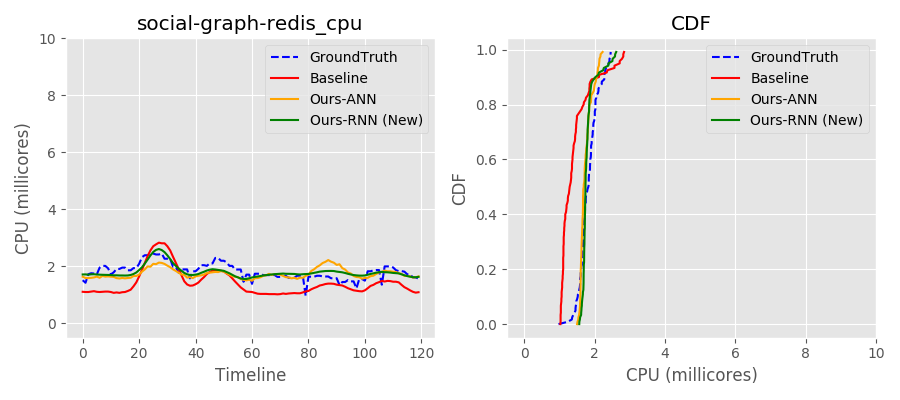 social-graph-redis_cpu
CPU (millicores)
10
8
6
4
2
0
GroundTruth
Baseline
Ours-ANN
Ours-RNN (New)
0 20 40 60 80 100 120
Timeline
CDF
CDF
1.0
0.8
0.6
0.4
0.2
0.0
GroundTruth
Baseline
Ours-ANN
Ours-RNN (New)
0 2 4 6 8 10
CPU (millicores)